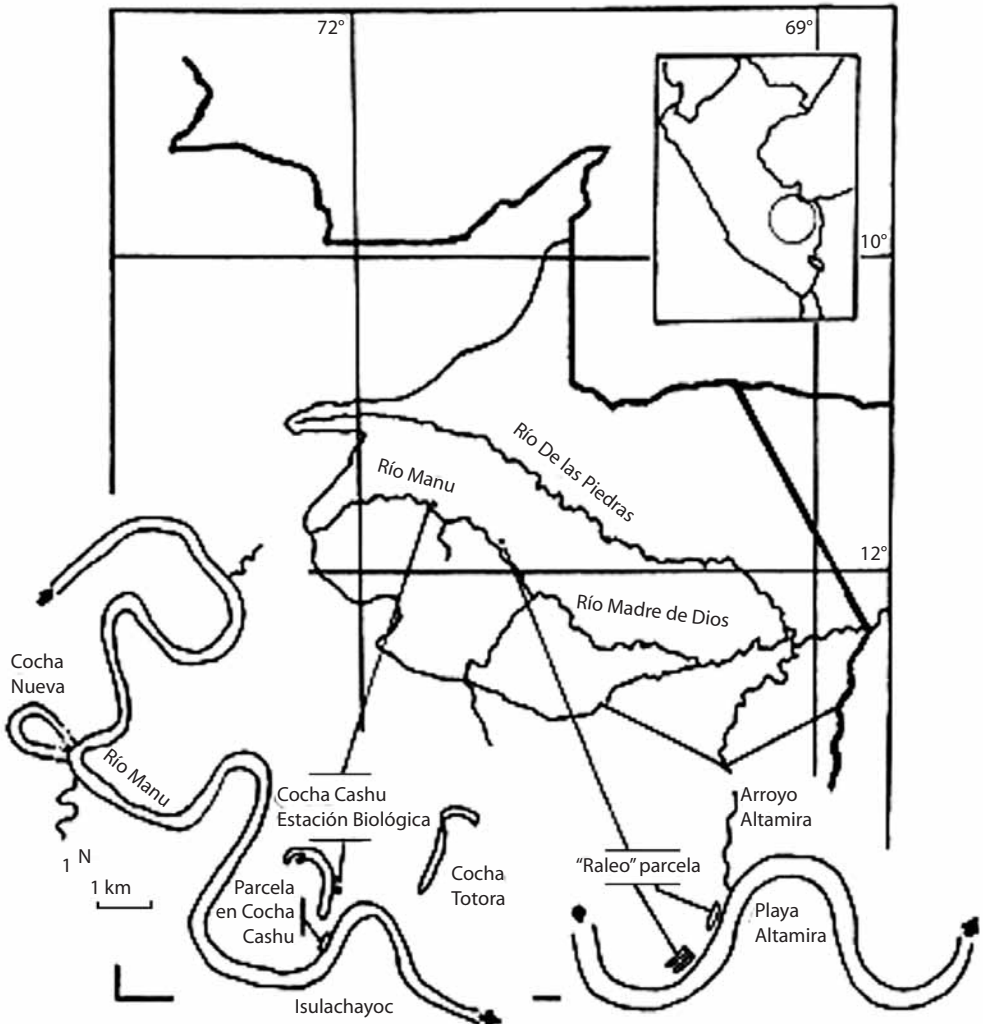 72°
69°
10°
Río De las Piedras
Río Manu
12°
Río Madre de Dios
Cocha
Nueva
Río Manu
Cocha Cashu
Estación Biológica
Arroyo
Altamira
"Raleo" parcela
1 N
1 km
Parcela
en Cocha
Cashu
Cocha
Totora
Playa
Altamira
Isulachayoc